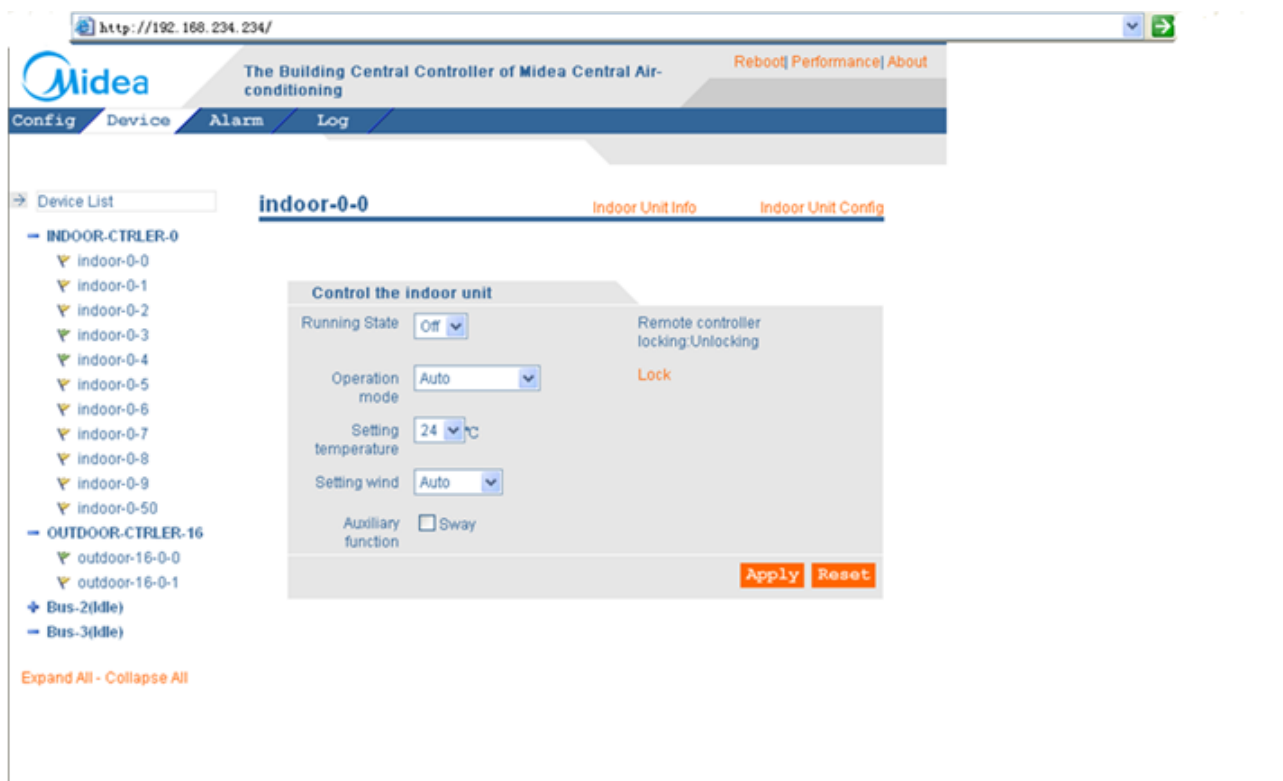 http://192.168.234.234/
Midea
The Building Central Controller of Midea Central Air-
conditioning
Reboot| Performance| About
Config Device Alarm Log
Device List
indoor-0-0
Indoor Unit Info
Indoor Unit Config
INDOOR-CTRLER-0
indoor-0-0
indoor-0-1
indoor-0-2
indoor-0-3
indoor-0-4
indoor-0-5
indoor-0-6
indoor-0-7
indoor-0-8
indoor-0-9
indoor-0-50
OUTDOOR-CTRLER-16
outdoor-16-0-0
outdoor-16-0-1
Bus-2(Idle)
Bus-3(Idle)
Expand All - Collapse All
Control the indoor unit
Running State Off
Remote controller
locking:Unlocking
Lock
Operation
mode
Auto
Setting
temperature
24 ℃
Setting wind Auto
Auxiliary
function
Sway
Apply Reset